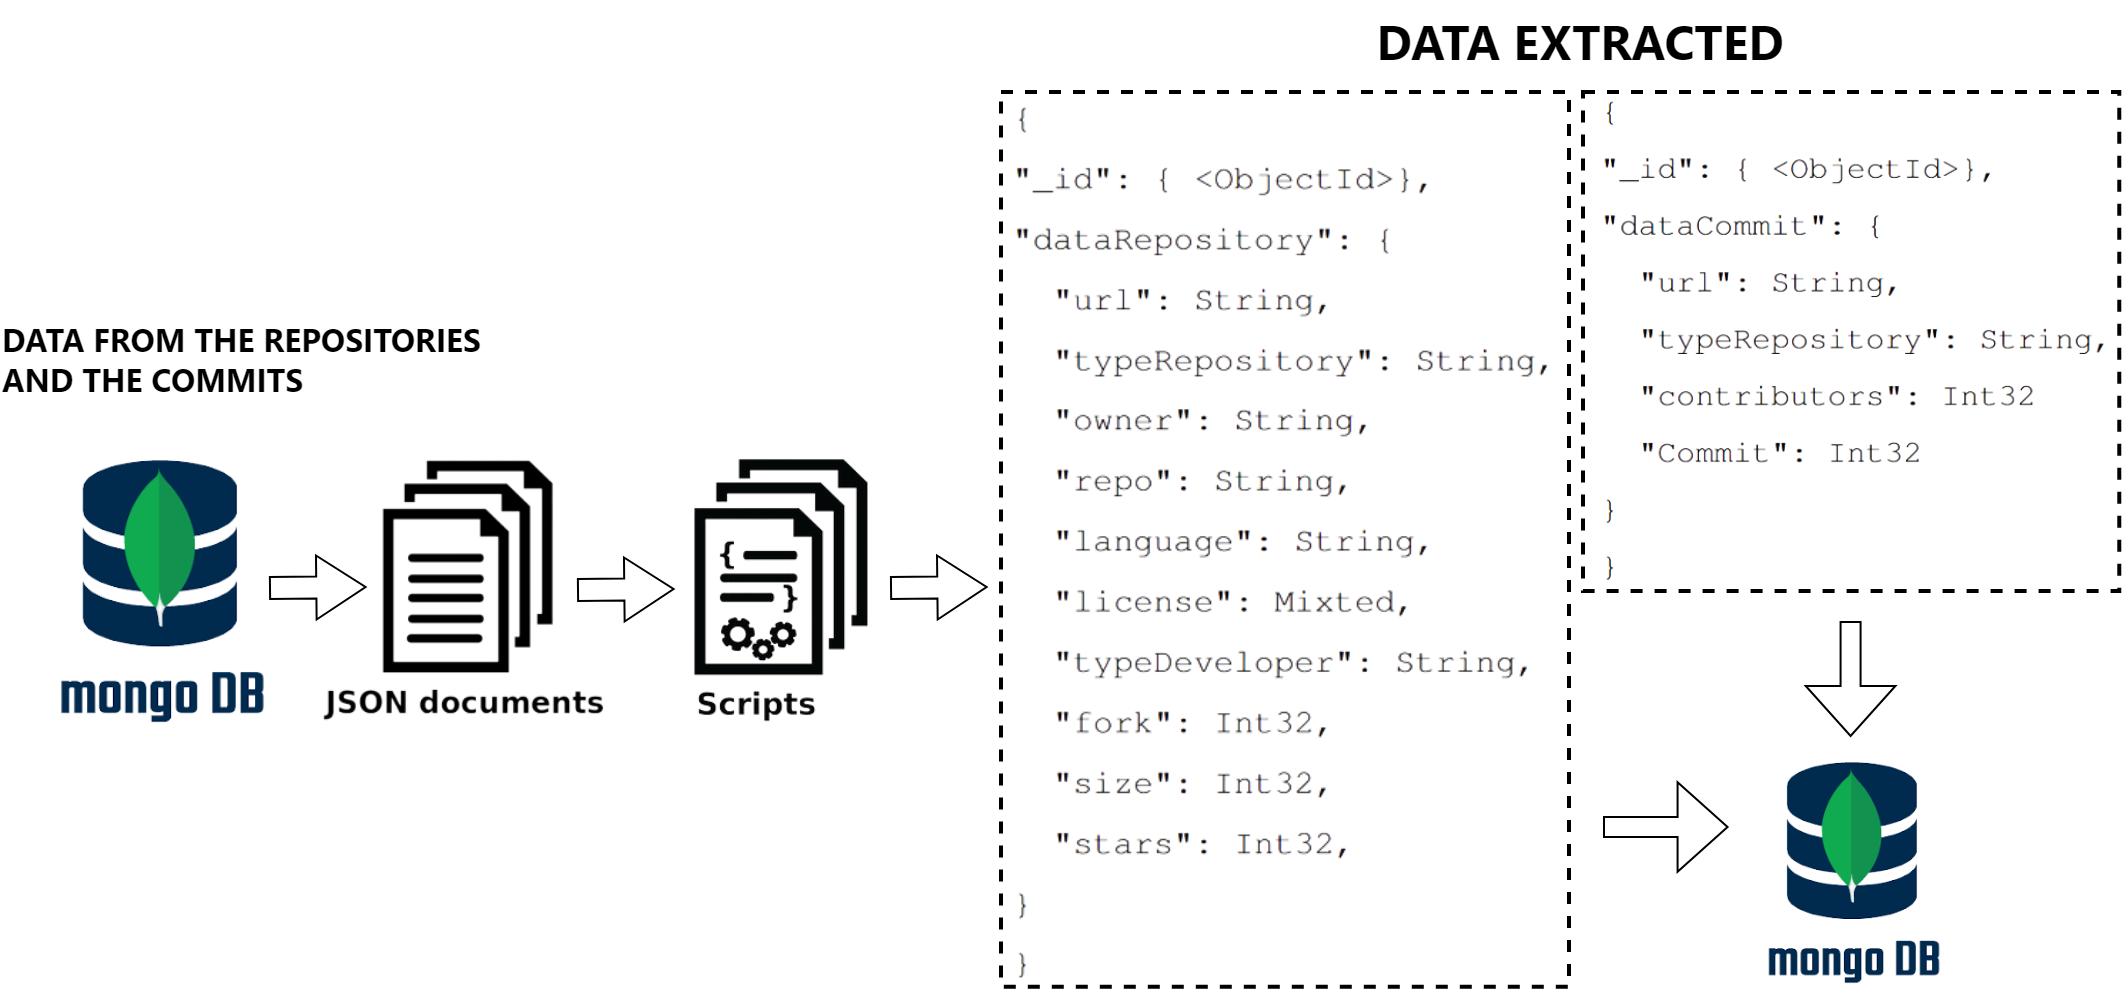 DATA EXTRACTED
DATA FROM THE REPOSITORIES
AND THE COMMITS
mongo DB
JSON documents
{
}
Scripts
{
"_id": { <ObjectId>},
"dataRepository": {
"url": String,
"typeRepository": String,
"owner": String,
"repo": String,
"language": String,
"license": Mixted,
"typeDeveloper": String,
"fork": Int32,
"size": Int32,
"stars": Int32,
}
}
{
"_id": { <ObjectId>},
"dataCommit": {
"url": String,
"typeRepository": String,
"contributors": Int32
"Commit": Int32
}
}
mongo DB